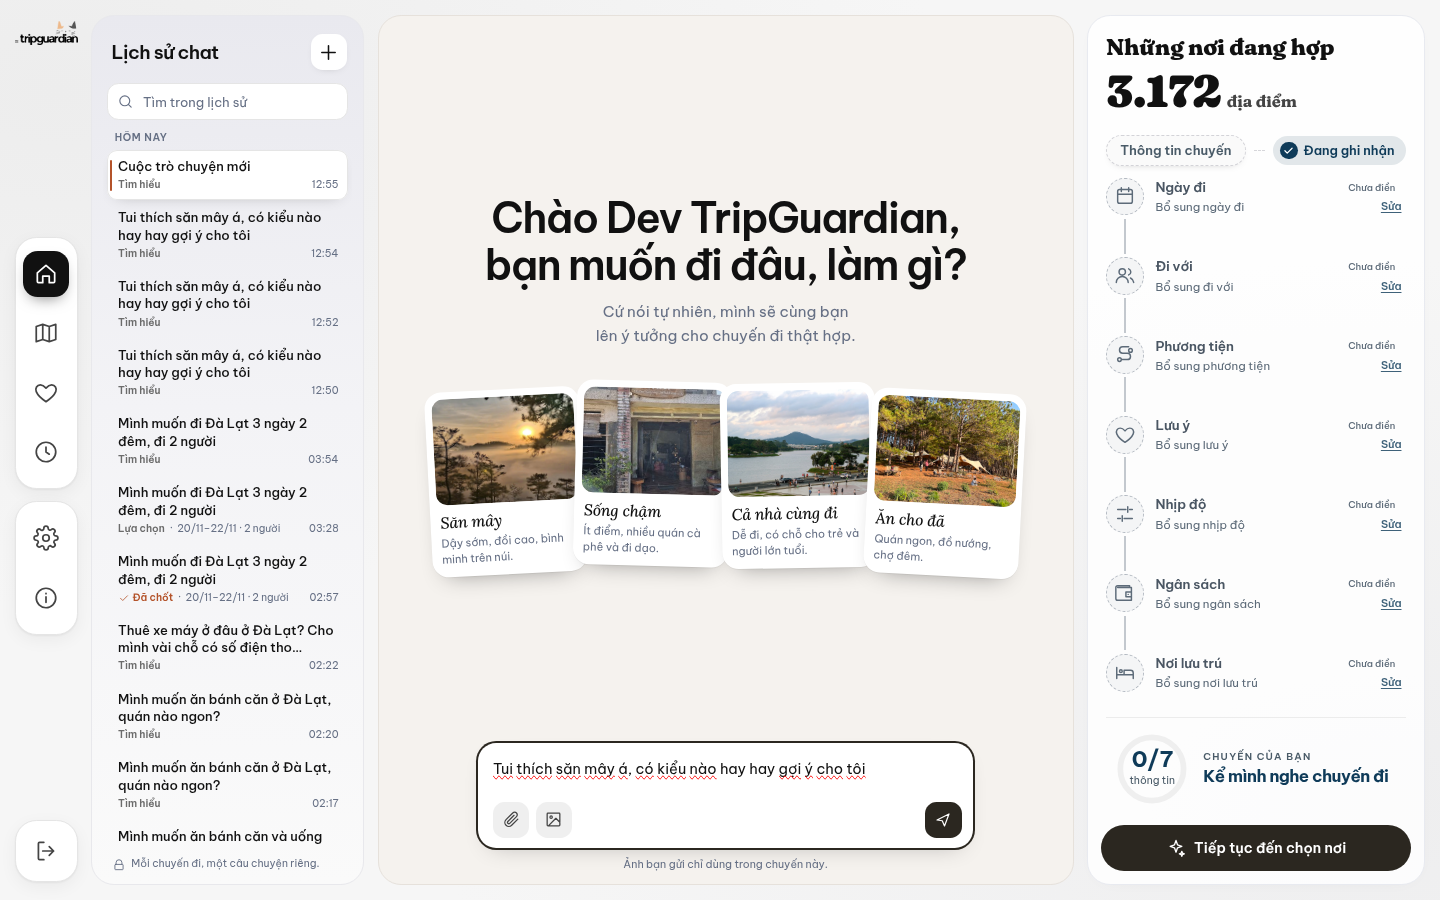 tripguardian
Lịch sử chat
Tìm trong lịch sử
HÔM NAY
Cuộc trò chuyện mới
Tìm hiểu 12:55
Tui thích săn mây á, có kiểu nào
hay hay gợi ý cho tôi
Tìm hiểu 12:54
Tui thích săn mây á, có kiểu nào
hay hay gợi ý cho tôi
Tìm hiểu 12:52
Tui thích săn mây á, có kiểu nào
hay hay gợi ý cho tôi
Tìm hiểu 12:50
Mình muốn đi Đà Lạt 3 ngày 2
đêm, đi 2 người
Tìm hiểu 03:54
Mình muốn đi Đà Lạt 3 ngày 2
đêm, đi 2 người
Lựa chọn · 20/11–22/11 · 2 người 03:28
Mình muốn đi Đà Lạt 3 ngày 2
đêm, đi 2 người
Đã chốt · 20/11–22/11 · 2 người 02:57
Thuê xe máy ở đâu ở Đà Lạt? Cho
mình vài chỗ có số điện tho...
Tìm hiểu 02:22
Mình muốn ăn bánh căn ở Đà Lạt,
quán nào ngon?
Tìm hiểu 02:20
Mình muốn ăn bánh căn ở Đà Lạt,
quán nào ngon?
Tìm hiểu 02:17
Mình muốn ăn bánh căn và uống
Mỗi chuyến đi, một câu chuyện riêng.
Chào Dev TripGuardian,
bạn muốn đi đâu, làm gì?
Cứ nói tự nhiên, mình sẽ cùng bạn
lên ý tưởng cho chuyến đi thật hợp.
Săn mây
Dậy sớm, đồi cao, bình
minh trên núi.
Sống chậm
Ít điểm, nhiều quán cà
phê và đi dạo.
Cả nhà cùng đi
Dễ đi, có chỗ cho trẻ và
người lớn tuổi.
Ăn cho đã
Quán ngon, đồ nướng,
chợ đêm.
Tui thích săn mây á, có kiểu nào hay hay gợi ý cho tôi
Ảnh bạn gửi chỉ dùng trong chuyến này.
Những nơi đang hợp
3.172 địa điểm
Thông tin chuyến
Đang ghi nhận
Ngày đi Chưa điền
Bổ sung ngày đi Sửa
Đi với Chưa điền
Bổ sung đi với Sửa
Phương tiện Chưa điền
Bổ sung phương tiện Sửa
Lưu ý Chưa điền
Bổ sung lưu ý Sửa
Nhịp độ Chưa điền
Bổ sung nhịp độ Sửa
Ngân sách Chưa điền
Bổ sung ngân sách Sửa
Nơi lưu trú Chưa điền
Bổ sung nơi lưu trú Sửa
0/7
thông tin
CHUYẾN CỦA BẠN
Kể mình nghe chuyến đi
Tiếp tục đến chọn nơi